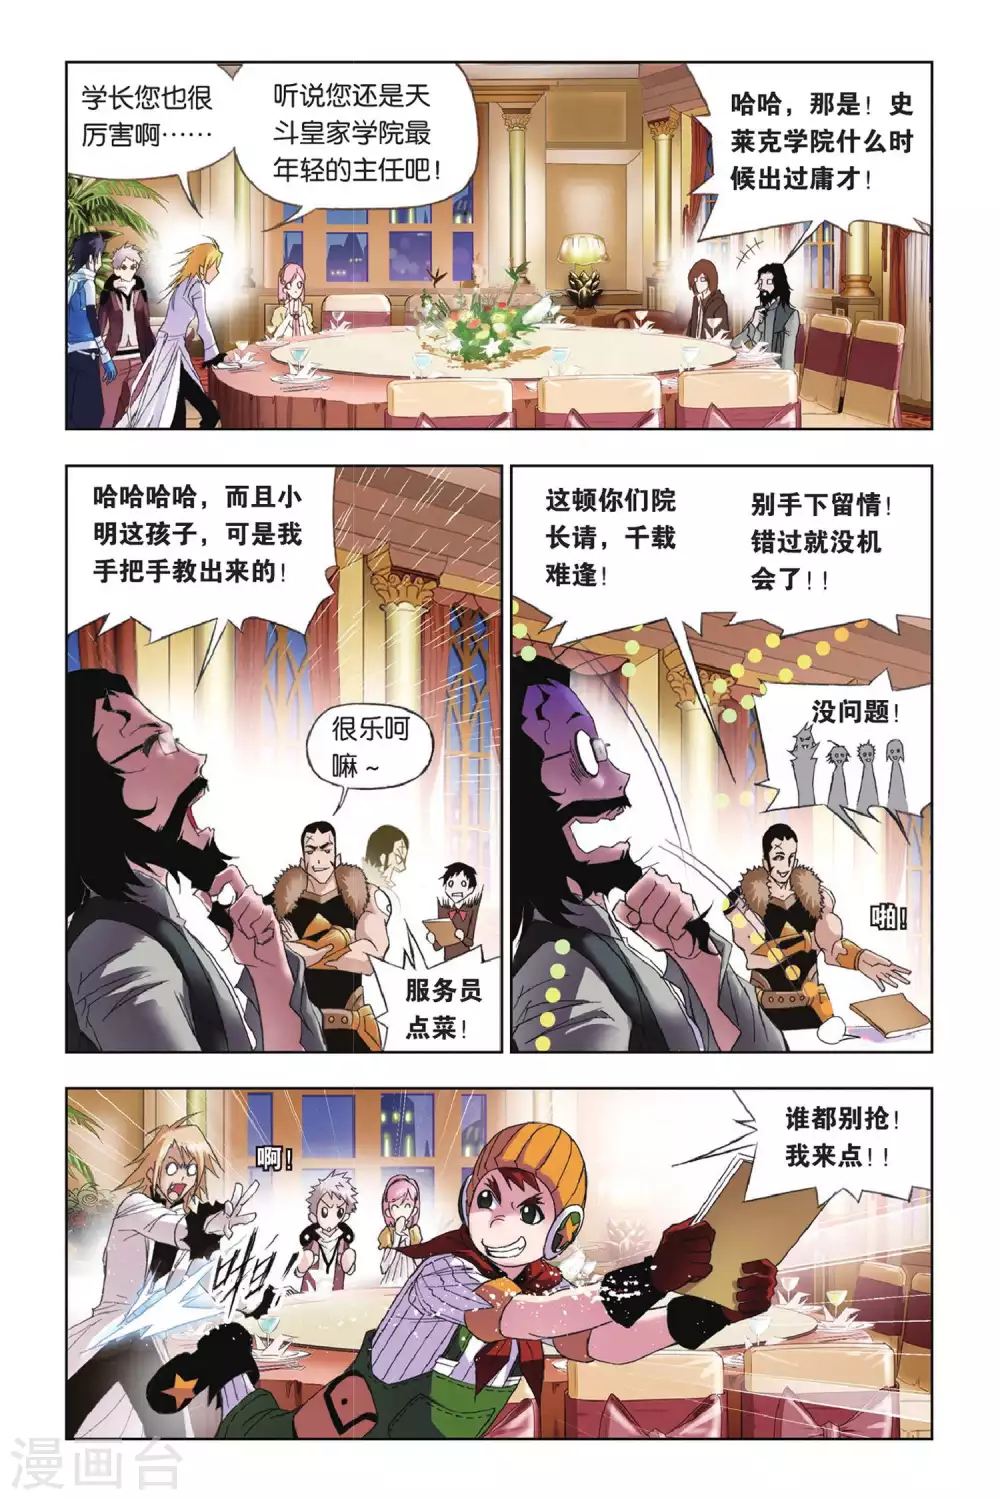 学长您也很
厉害啊……
听说您还是天
斗皇家学院最
年轻的主任吧！
哈哈，那是！史
莱克学院什么时
候出过庸才！
哈哈哈哈，而且小
明这孩子，可是我
手把手教出来的！
很乐呵
嘛～
服务员
点菜！
这顿你们院
长请，千载
难逢！
别手下留情！
错过就没机
会了！！
没问题！
啪！
谁都别抢！
我来点！！
啊！
漫画台